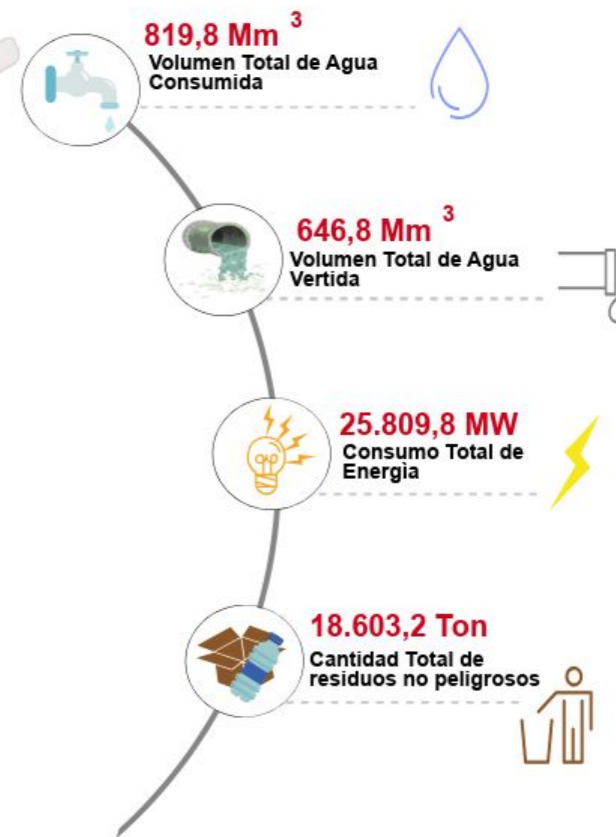 819,8 Mm 3
Volumen Total de Agua
Consumida
646,8 Mm 3
Volumen Total de Agua
Vertida
25.809,8 MW
Consumo Total de
Energìa
18.603,2 Ton
Cantidad Total de
residuos no peligrosos